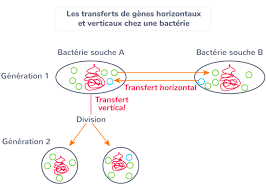 Les transferts de gènes horizontaux
et verticaux chez une bactérie
Bactérie souche A
Bactérie souche B
Génération 1
Transfert horizontal
Transfert
vertical
Division
Génération 2